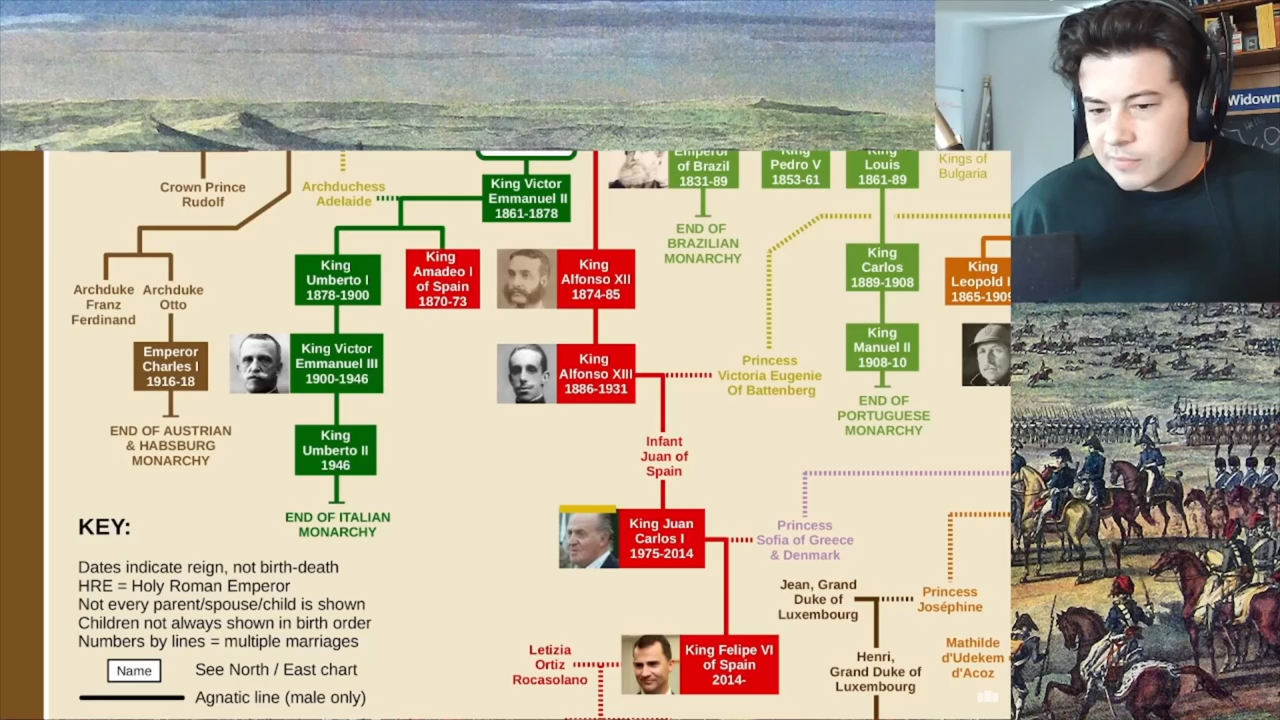 Widowm
Emperor
of Brazil
1831-89
King
Pedro V
1853-61
King
Louis
1861-89
Kings of
Bulgaria
Crown Prince
Rudolf
Archduchess
Adelaide
King Victor
Emmanuel II
1861-1878
END OF
BRAZILIAN
MONARCHY
Archduke
Franz
Ferdinand
Archduke
Otto
King
Umberto I
1878-1900
King
Amadeo I
of Spain
1870-73
King
Alfonso XII
1874-85
King
Carlos
1889-1908
King
Leopold I
1865-1909
Emperor
Charles I
1916-18
King Victor
Emmanuel III
1900-1946
King
Alfonso XIII
1886-1931
Princess
Victoria Eugenie
Of Battenberg
King
Manuel II
1908-10
END OF AUSTRIAN
& HABSBURG
MONARCHY
King
Umberto II
1946
Infant
Juan of
Spain
END OF
PORTUGUESE
MONARCHY
END OF ITALIAN
MONARCHY
King Juan
Carlos I
1975-2014
Princess
Sofia of Greece
& Denmark
KEY:
Dates indicate reign, not birth-death
HRE = Holy Roman Emperor
Not every parent/spouse/child is shown
Children not always shown in birth order
Numbers by lines = multiple marriages
Name
See North / East chart
Agnatic line (male only)
Jean, Grand
Duke of
Luxembourg
Princess
Joséphine
Letizia
Ortiz
Rocasolano
King Felipe VI
of Spain
2014-
Henri,
Grand Duke of
Luxembourg
Mathilde
d'Udekem
d'Acoz